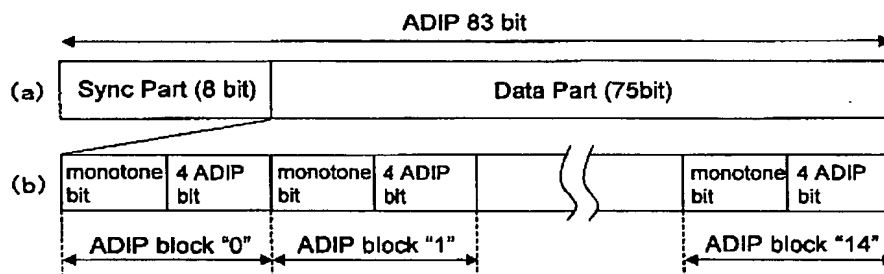 ADIP 83 bit
(a) Sync Part (8 bit) Data Part (75bit)
(b) monotone bit 4 ADIP bit monotone bit 4 ADIP bit monotone bit 4 ADIP bit
ADIP block "0" ADIP block "1" ADIP block "14"